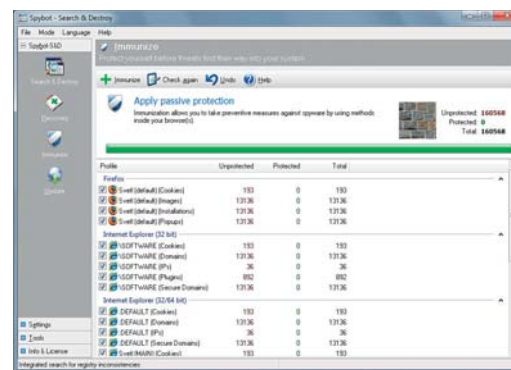 Spybot - Search & Destroy
File Mode Language Help
Spybot-S&D
Search & Destroy
Recovery
Immunize
Update
Settings
Tools
Info & License
Immunize
Protect yourself before threats find their way into your system.
Immunize Check again Undo Help
Apply passive protection
Immunization allows you to take preventive measures against spyware by using methods
inside your browser(s).
Unprotected: 160568
Protected: 0
Total: 160568
Profile Unprotected Protected Total
Firefox
Svet (default) (Cookies) 193 0 193
Svet (default) (Images) 13136 0 13136
Svet (default) (Installations) 13136 0 13136
Svet (default) (Popups) 13136 0 13136
Internet Explorer (32 bit)
\SOFTWARE (Cookies) 193 0 193
\SOFTWARE (Domains) 13136 0 13136
\SOFTWARE (IPs) 36 0 36
\SOFTWARE (Plugins) 892 0 892
\SOFTWARE (Secure Domains) 13136 0 13136
Internet Explorer (32/64 bit)
.DEFAULT (Cookies) 193 0 193
.DEFAULT (Domains) 13136 0 13136
.DEFAULT (IPs) 36 0 36
.DEFAULT (Secure Domains) 13136 0 13136
(Cookies) 193 0 193
Integrated search for registry inconsistencies